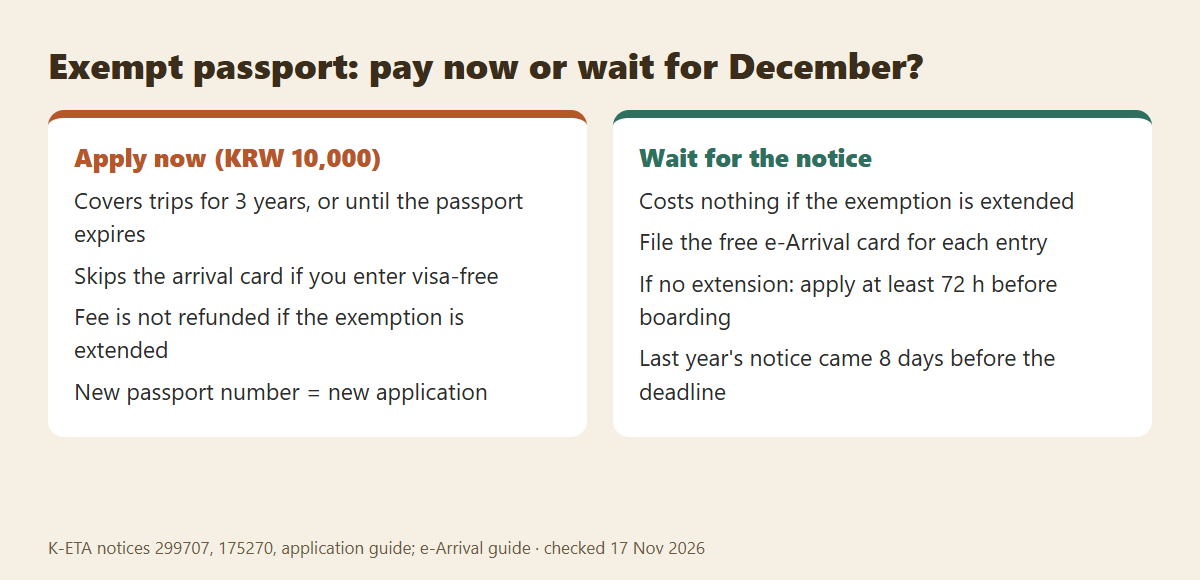 Exempt passport: pay now or wait for December?
Apply now (KRW 10,000)
Covers trips for 3 years, or until the passport
expires
Skips the arrival card if you enter visa-free
Fee is not refunded if the exemption is
extended
New passport number = new application
Wait for the notice
Costs nothing if the exemption is extended
File the free e-Arrival card for each entry
If no extension: apply at least 72 h before
boarding
Last year's notice came 8 days before the
deadline
K-ETA notices 299707, 175270, application guide; e-Arrival guide · checked 17 Nov 2026